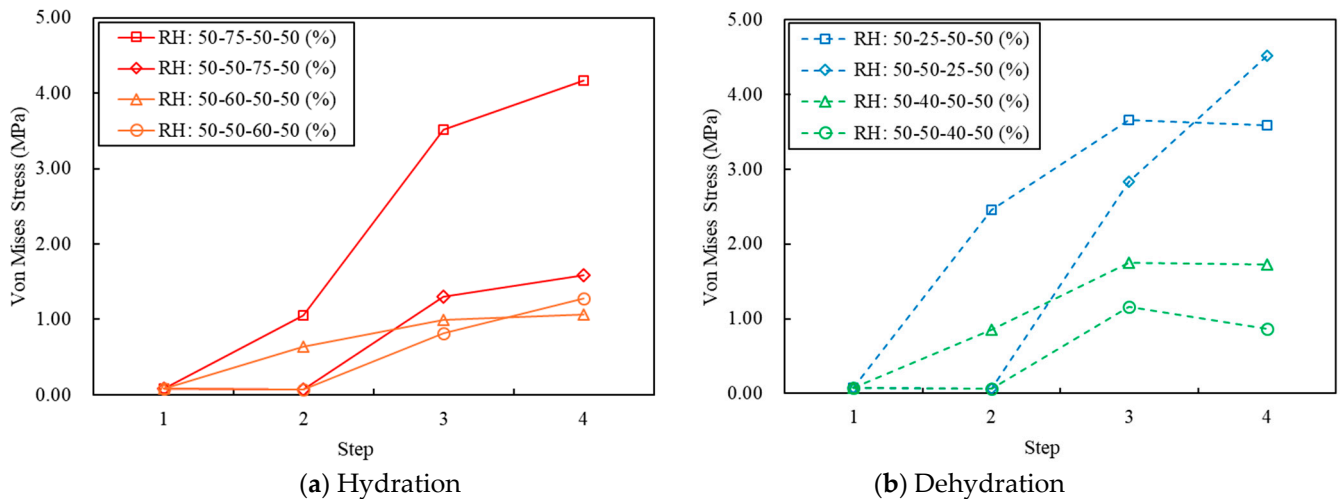 5.00
4.00
3.00
2.00
1.00
0.00
Von Mises Stress (MPa)
RH: 50-75-50-50 (%)
RH: 50-50-75-50 (%)
RH: 50-60-50-50 (%)
RH: 50-50-60-50 (%)
1 2 3 4
Step
(a) Hydration
5.00
4.00
3.00
2.00
1.00
0.00
Von Mises Stress (MPa)
RH: 50-25-50-50 (%)
RH: 50-50-25-50 (%)
RH: 50-40-50-50 (%)
RH: 50-50-40-50 (%)
1 2 3 4
Step
(b) Dehydration